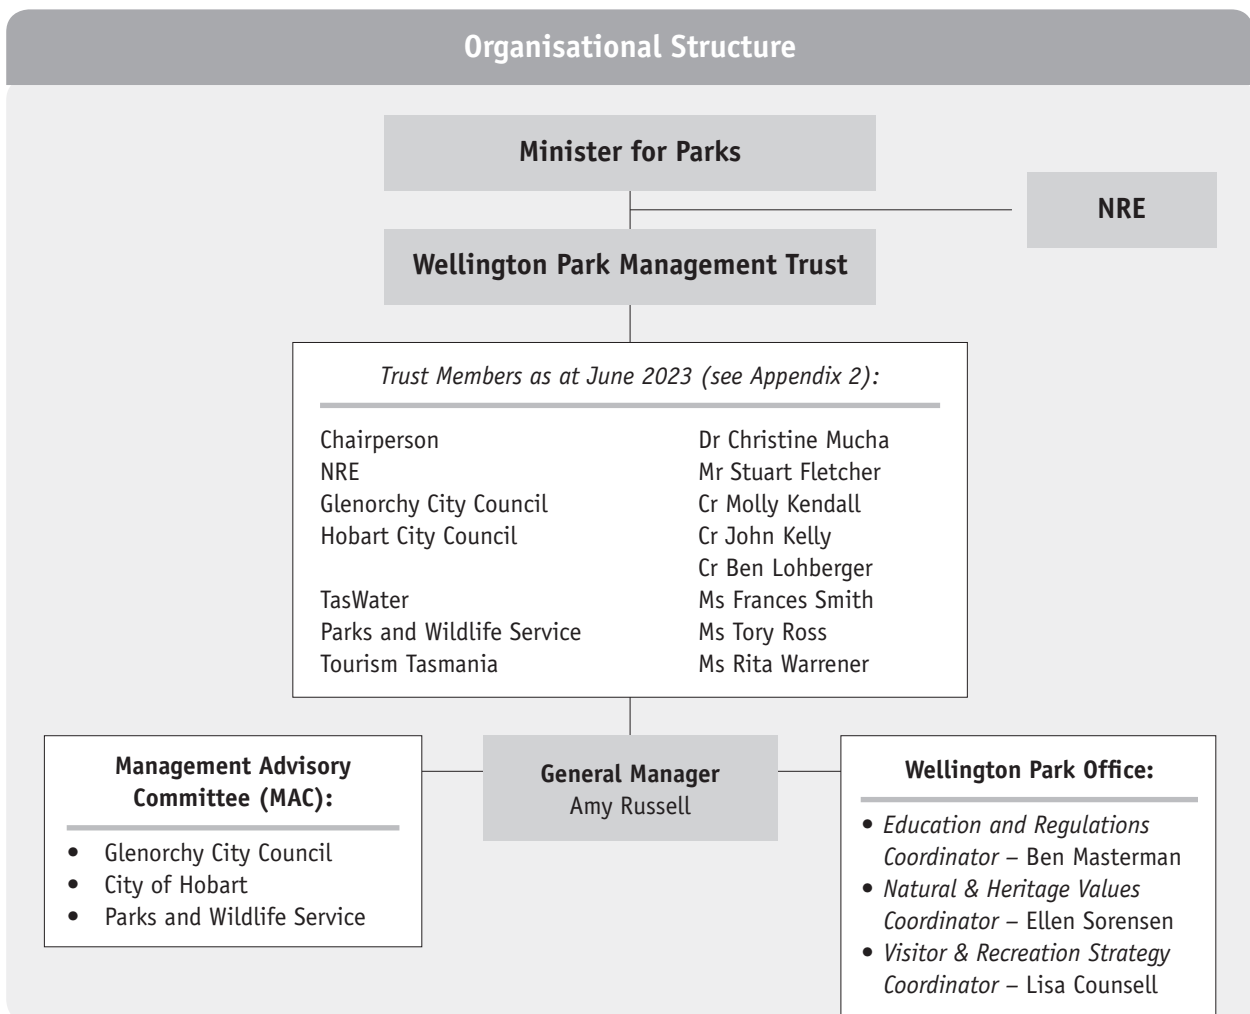 Organisational Structure
Minister for Parks
NRE
Wellington Park Management Trust
Trust Members as at June 2023 (see Appendix 2):
Chairperson Dr Christine Mucha
NRE Mr Stuart Fletcher
Glenorchy City Council Cr Molly Kendall
Hobart City Council Cr John Kelly
Cr Ben Lohberger
TasWater Ms Frances Smith
Parks and Wildlife Service Ms Tory Ross
Tourism Tasmania Ms Rita Warrener
Management Advisory
Committee (MAC):
• Glenorchy City Council
• City of Hobart
• Parks and Wildlife Service
General Manager
Amy Russell
Wellington Park Office:
• Education and Regulations
Coordinator – Ben Masterman
• Natural & Heritage Values
Coordinator – Ellen Sorensen
• Visitor & Recreation Strategy
Coordinator – Lisa Counsell